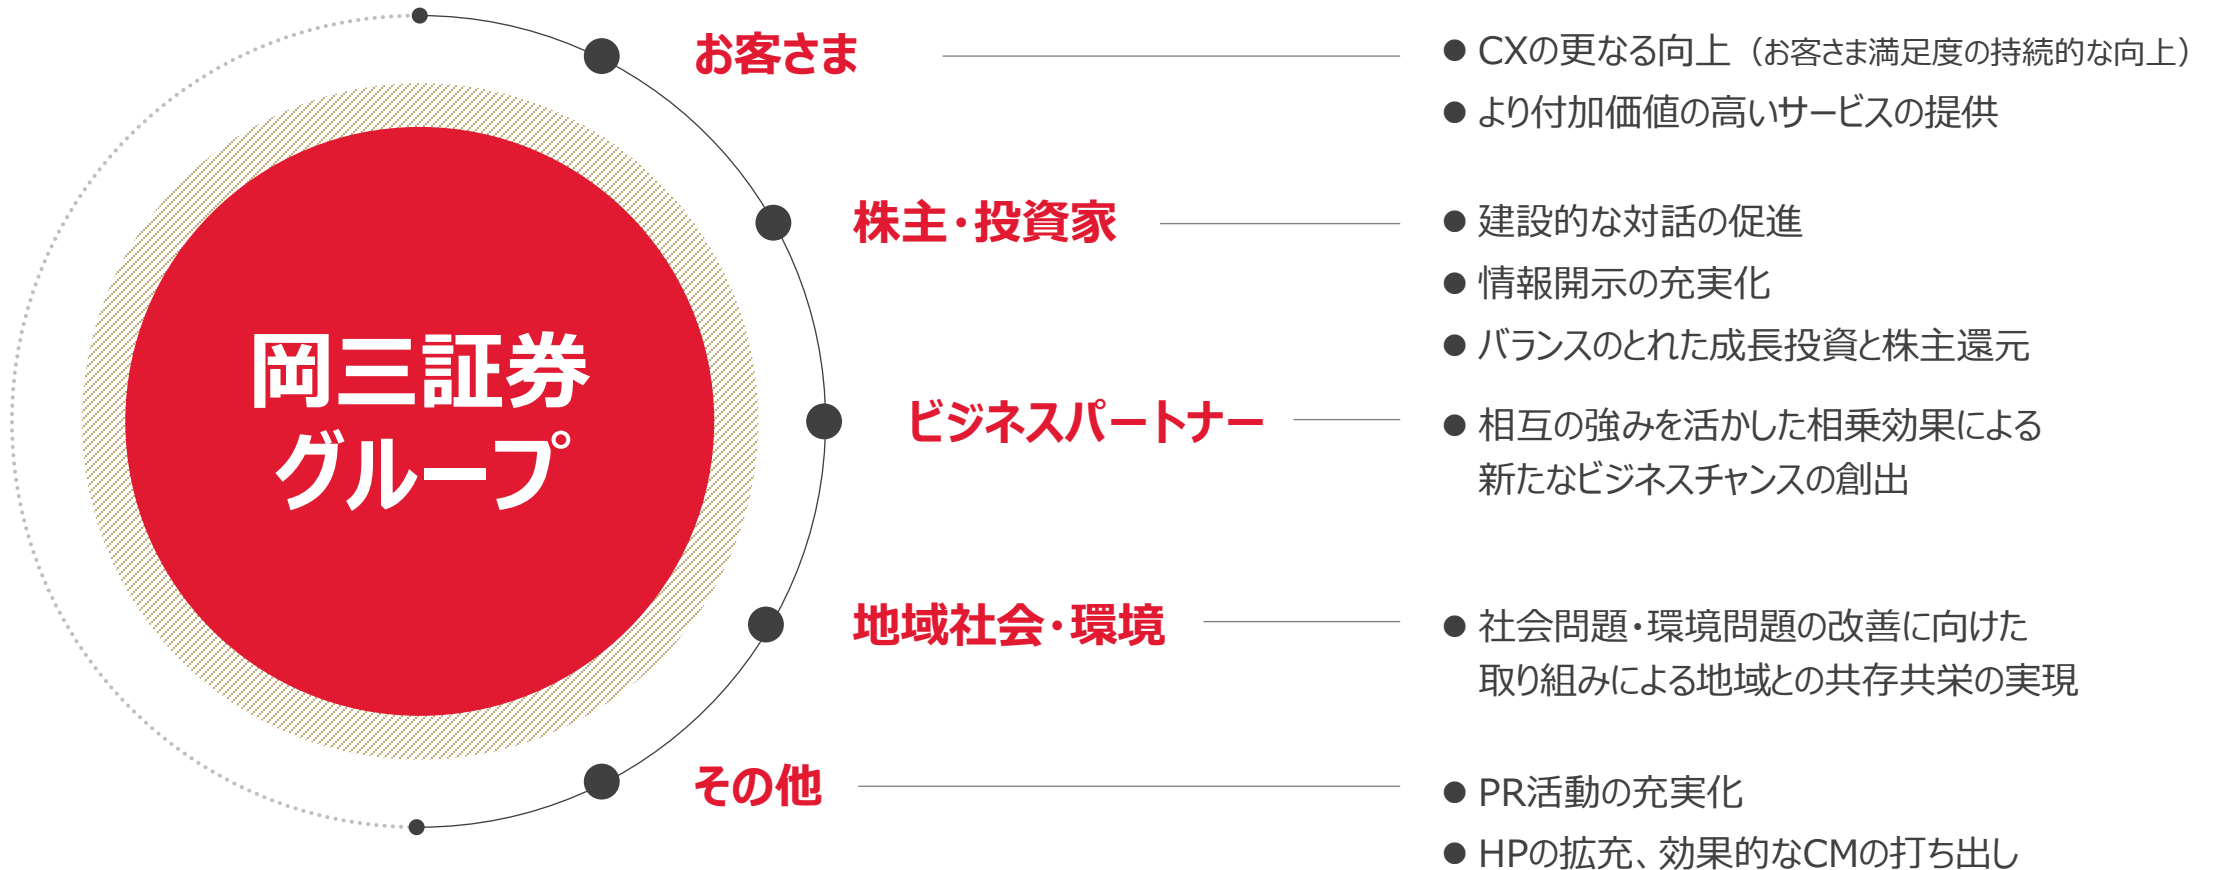 岡三証券
グループ
お客さま
● CXの更なる向上（お客さま満足度の持続的な向上）
● より付加価値の高いサービスの提供
株主・投資家
● 建設的な対話の促進
● 情報開示の充実化
● バランスのとれた成長投資と株主還元
ビジネスパートナー
● 相互の強みを活かした相乗効果による
新たなビジネスチャンスの創出
地域社会・環境
● 社会問題・環境問題の改善に向けた
取り組みによる地域との共存共栄の実現
その他
● PR活動の充実化
● HPの拡充、効果的なCMの打ち出し